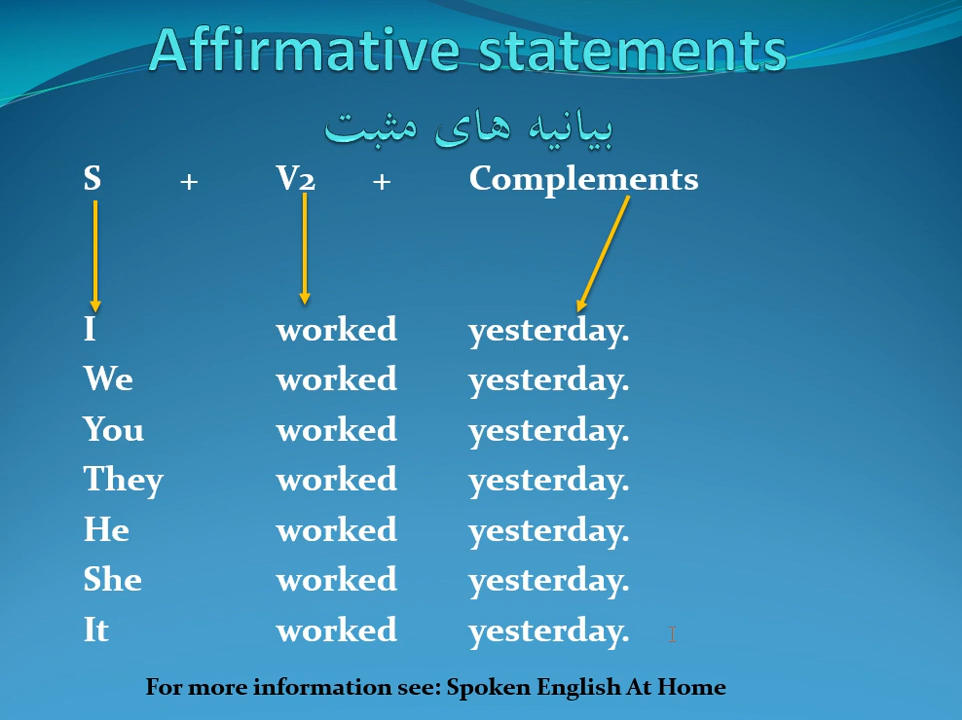 Affirmative statements
بیانیه های مثبت
S + V2 + Complements
I worked yesterday.
We worked yesterday.
You worked yesterday.
They worked yesterday.
He worked yesterday.
She worked yesterday.
It worked yesterday.
For more information see: Spoken English At Home